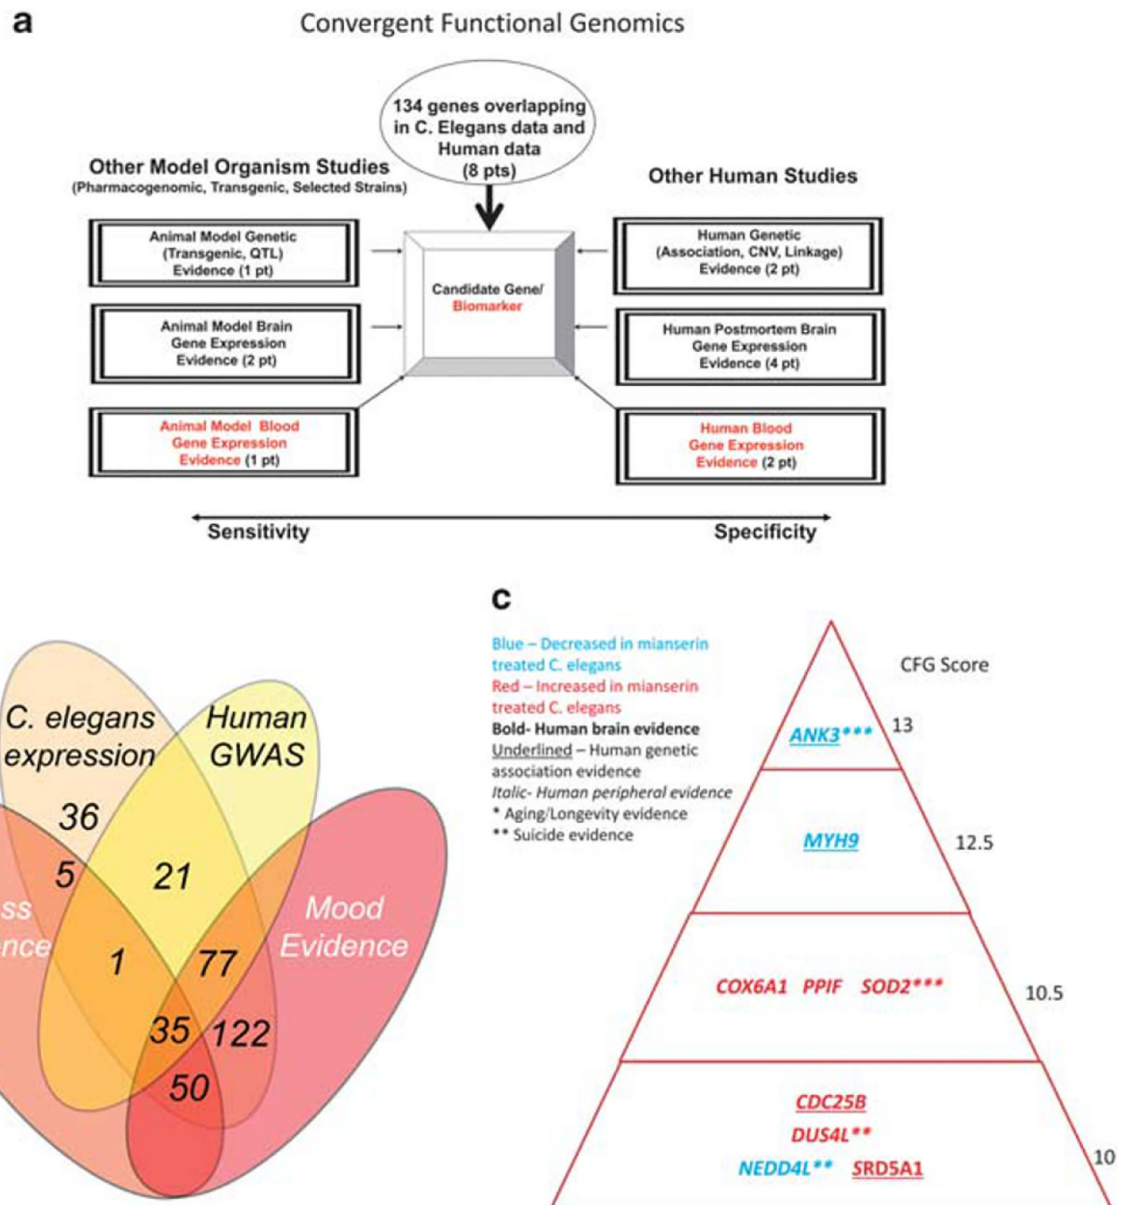 a
Convergent Functional Genomics
134 genes overlapping
in C. Elegans data and
Human data
(8 pts)
Other Model Organism Studies
(Pharmacogenomic, Transgenic, Selected Strains)
Other Human Studies
Animal Model Genetic
(Transgenic, QTL)
Evidence (1 pt)
Human Genetic
(Association, CNV, Linkage)
Evidence (2 pt)
Candidate Gene/
Biomarker
Animal Model Brain
Gene Expression
Evidence (2 pt)
Human Postmortem Brain
Gene Expression
Evidence (4 pt)
Animal Model Blood
Gene Expression
Evidence (1 pt)
Human Blood
Gene Expression
Evidence (2 pt)
Sensitivity
Specificity
C. elegans
expression
Human
GWAS
36
5
21
ss
nce
Mood
Evidence
1
77
35
122
50
c
Blue – Decreased in mianserin
treated C. elegans
Red – Increased in mianserin
treated C. elegans
Bold- Human brain evidence
Underlined – Human genetic
association evidence
Italic- Human peripheral evidence
* Aging/Longevity evidence
** Suicide evidence
CFG Score
ANK3***
13
MYH9
12.5
COX6A1 PPIF SOD2***
10.5
CDC25B
DUS4L**
NEDD4L** SRD5A1
10